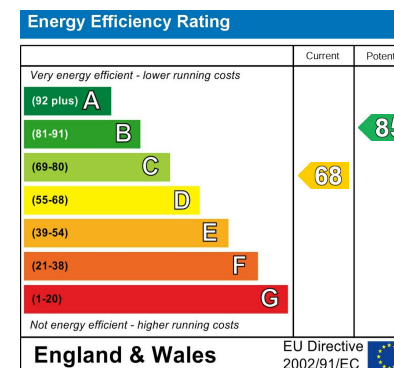 Energy Efficiency Rating
Current Potent
Very energy efficient - lower running costs
(92 plus) A
(81-91) B
85
(69-80) C
68
(55-68) D
(39-54) E
(21-38) F
(1-20) G
Not energy efficient - higher running costs
England & Wales
EU Directive
2002/91/EC